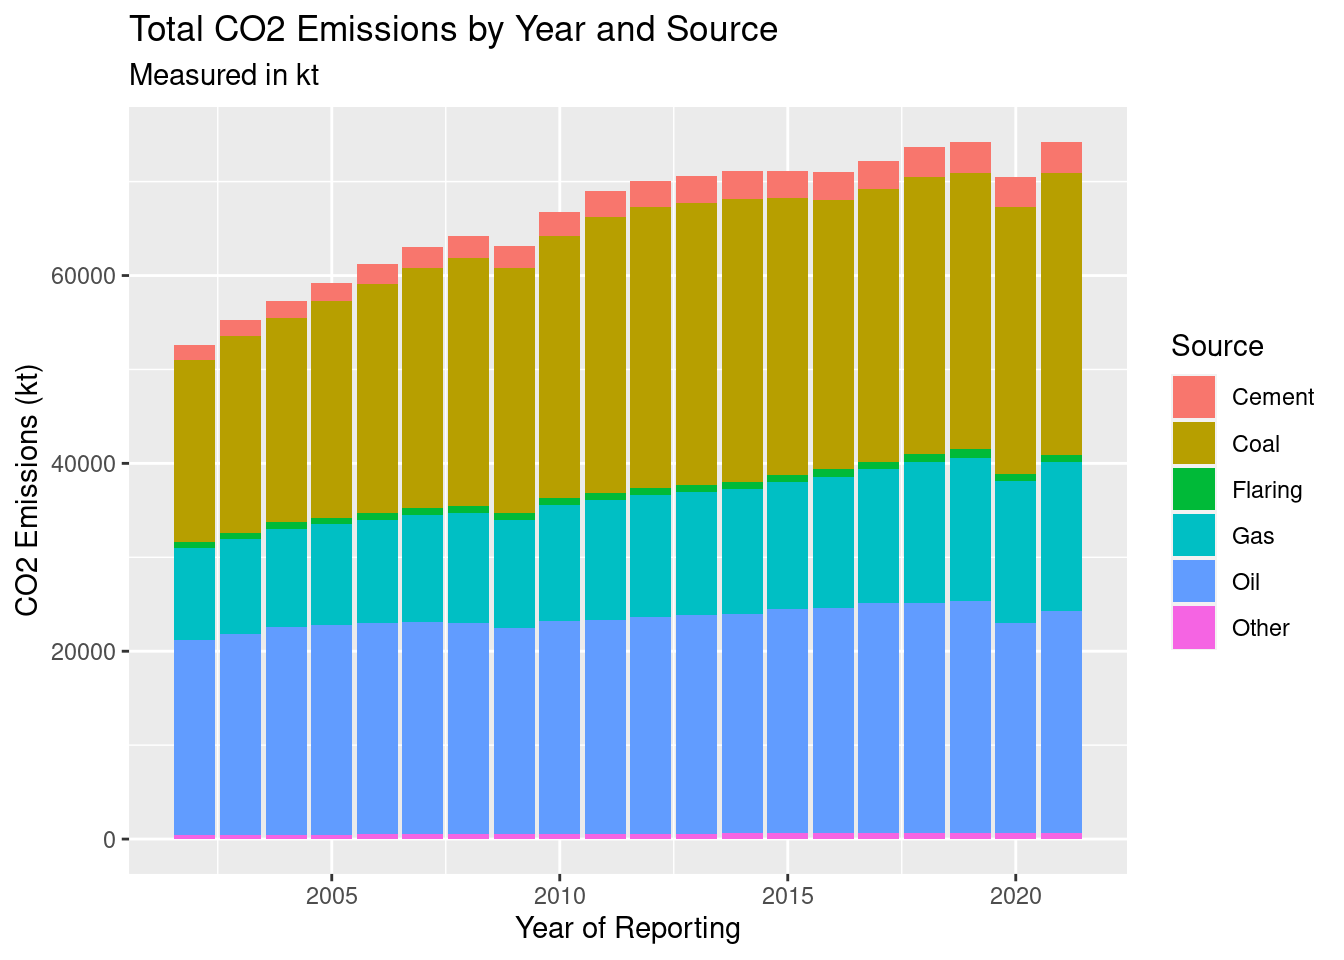 Total CO2 Emissions by Year and Source
Measured in kt
CO2 Emissions (kt)
60000
40000
20000
0
2005
2010
2015
2020
Year of Reporting
Source
Cement
Coal
Flaring
Gas
Oil
Other